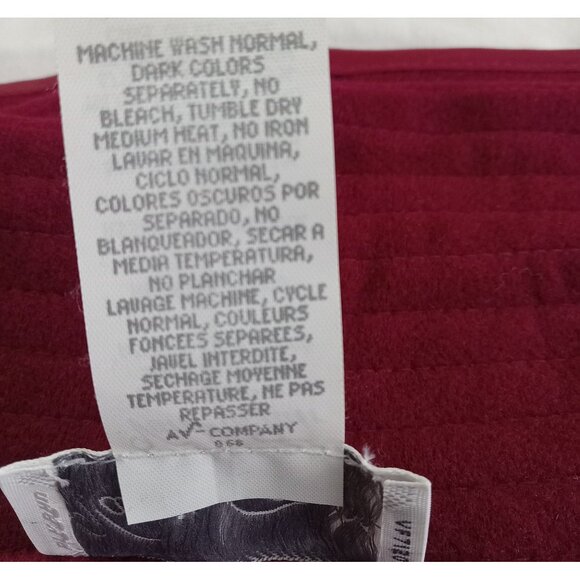 MACHINE WASH NORMAL,
DARK COLORS
SEPARATELY, NO
BLEACH, TUMBLE DRY
MEDIUM HEAT, NO IRON
LAVAR EN MAQUINA,
CICLO NORMAL,
COLORES OSCUROS POR
SEPARADO, NO
BLANQUEADOR, SECAR A
MEDIA TEMPERATURA,
NO PLANCHAR
LAVAGE MACHINE, CYCLE
NORMAL, COULEURS
FONCEES SEPAREES,
JAVEL INTERDITE,
SECHAGE MOYENNE
TEMPERATURE, NE PAS
REPASSER
COMPANY